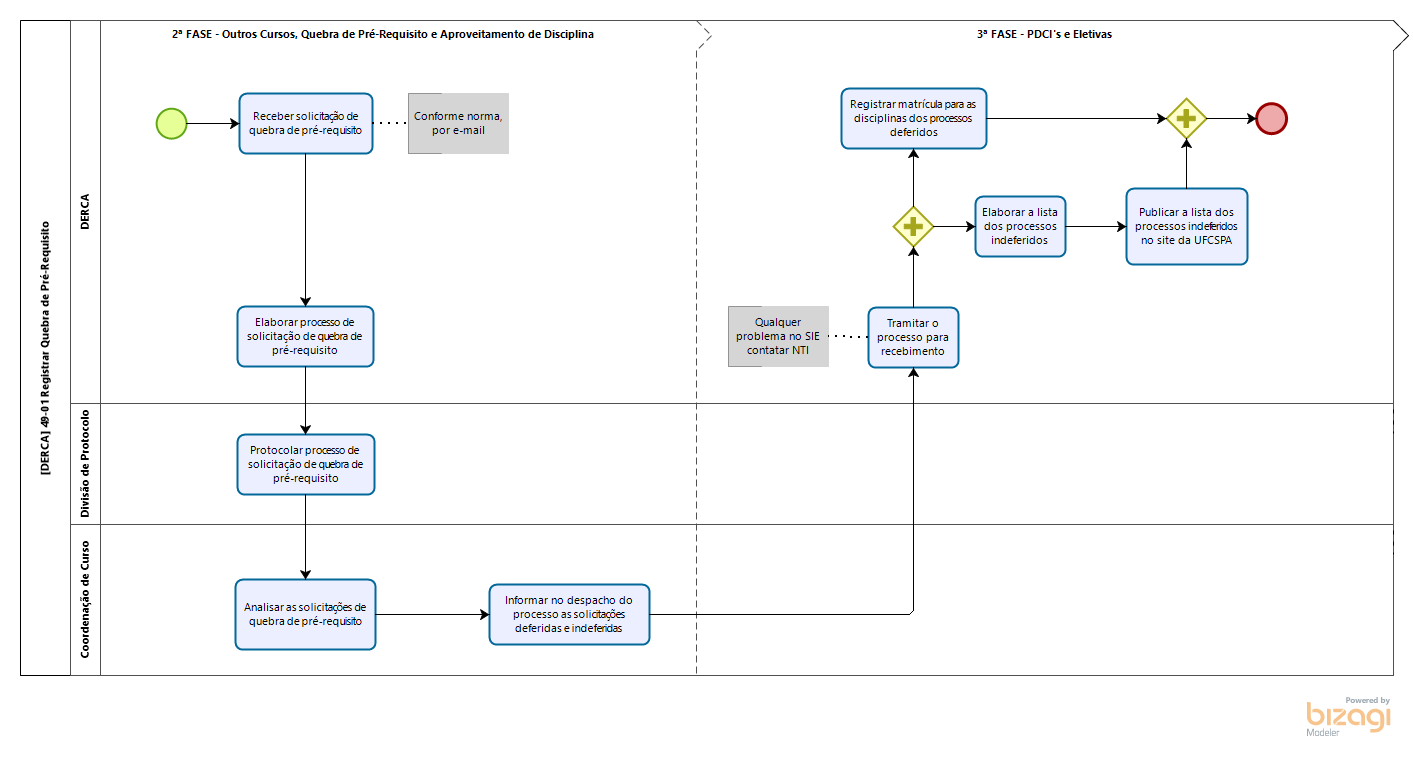 [DERCA] 49-01 Registrar Quebra de Pré-Requisito
2ª FASE - Outros Cursos, Quebra de Pré-Requisito e Aproveitamento de Disciplina
3ª FASE - PDCI's e Eletivas
DERCA
Receber solicitação de
quebra de pré-requisito
Conforme norma,
por e-mail
Elaborar processo de
solicitação de quebra de
pré-requisito
Registrar matrícula para as
disciplinas dos processos
deferidos
Elaborar a lista
dos processos
indeferidos
Publicar a lista dos
processos indeferidos
no site da UFCSPA
Qualquer
problema no SIE
contatar NTI
Tramitar o
processo para
recebimento
Divisão de Protocolo
Protocolar processo de
solicitação de quebra de
pré-requisito
Coordenação de Curso
Analisar as solicitações de
quebra de pré-requisito
Informar no despacho do
processo as solicitações
deferidas e indeferidas
Powered by
bizagi
Modeler